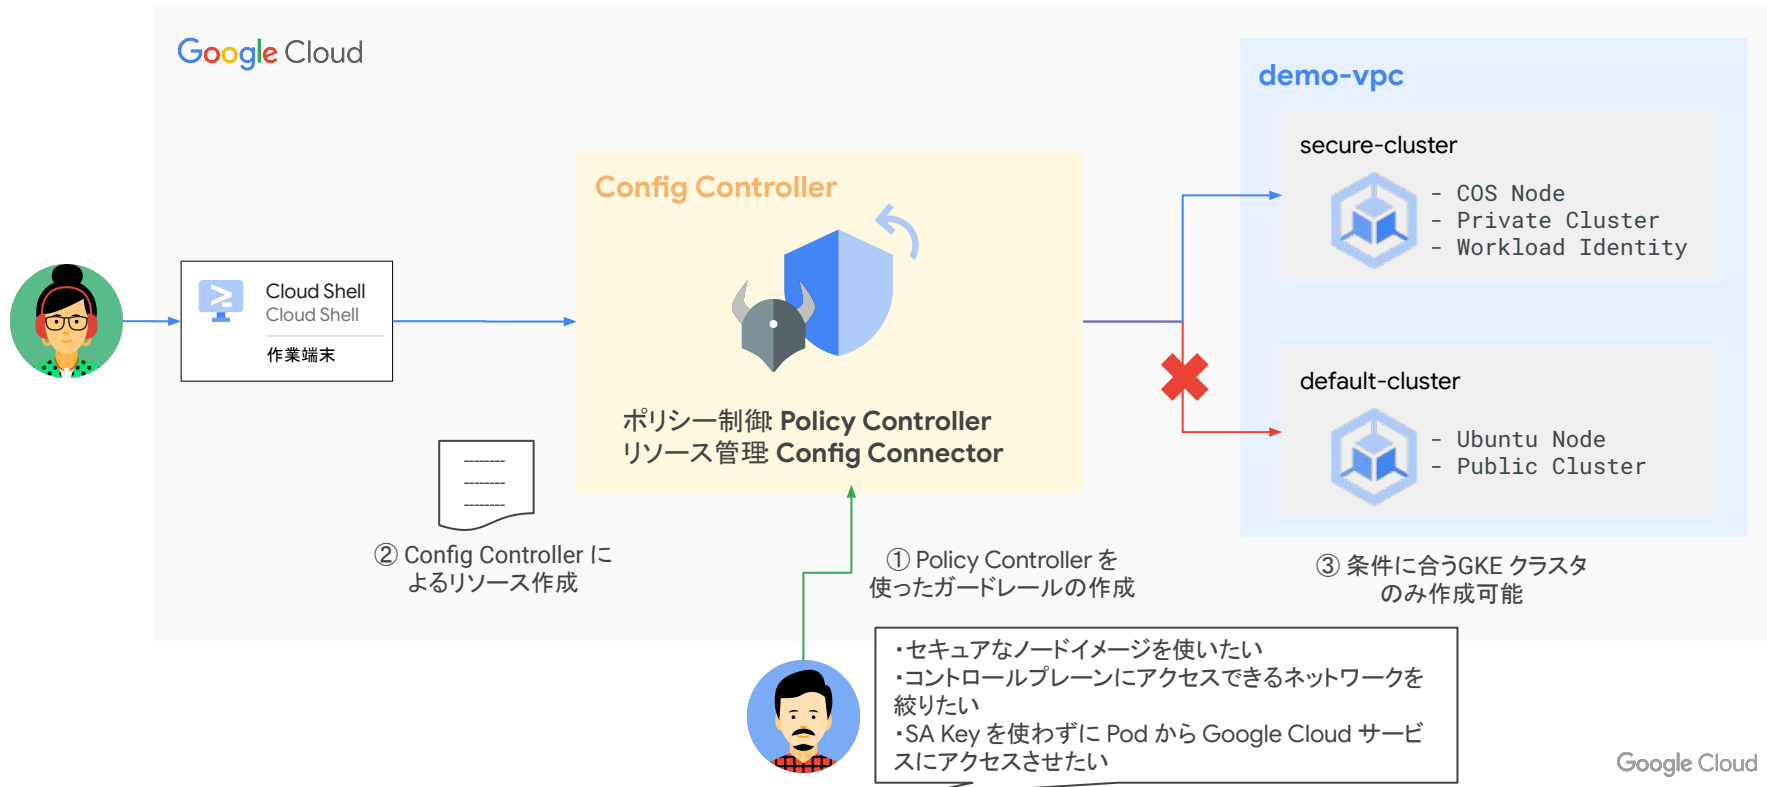 Google Cloud
demo-vpc
secure-cluster
- COS Node
- Private Cluster
- Workload Identity
Config Controller
Cloud Shell
Cloud Shell
作業端末
default-cluster
- Ubuntu Node
- Public Cluster
ポリシー制御: Policy Controller
リソース管理: Config Connector
--------
--------
--------
② Config Controller に
よるリソース作成
① Policy Controller を
使ったガードレールの作成
③ 条件に合うGKE クラスタ
のみ作成可能
・セキュアなノードイメージを使いたい
・コントロールプレーンにアクセスできるネットワークを
絞りたい
・SA Key を使わずに Pod から Google Cloud サービ
スにアクセスさせたい
Google Cloud